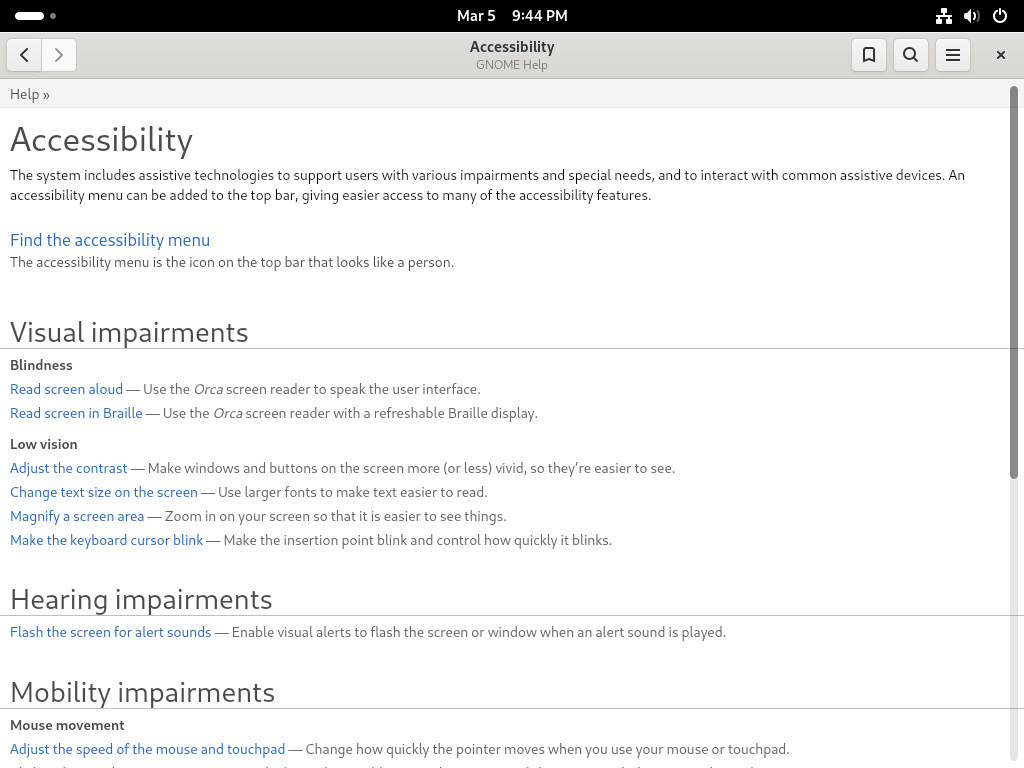 Mar 5 9:44 PM
Accessibility
GNOME Help
Help »
Accessibility
The system includes assistive technologies to support users with various impairments and special needs, and to interact with common assistive devices. An
accessibility menu can be added to the top bar, giving easier access to many of the accessibility features.
Find the accessibility menu
The accessibility menu is the icon on the top bar that looks like a person.
Visual impairments
Blindness
Read screen aloud — Use the Orca screen reader to speak the user interface.
Read screen in Braille — Use the Orca screen reader with a refreshable Braille display.
Low vision
Adjust the contrast — Make windows and buttons on the screen more (or less) vivid, so they’re easier to see.
Change text size on the screen — Use larger fonts to make text easier to read.
Magnify a screen area — Zoom in on your screen so that it is easier to see things.
Make the keyboard cursor blink — Make the insertion point blink and control how quickly it blinks.
Hearing impairments
Flash the screen for alert sounds — Enable visual alerts to flash the screen or window when an alert sound is played.
Mobility impairments
Mouse movement
Adjust the speed of the mouse and touchpad — Change how quickly the pointer moves when you use your mouse or touchpad.